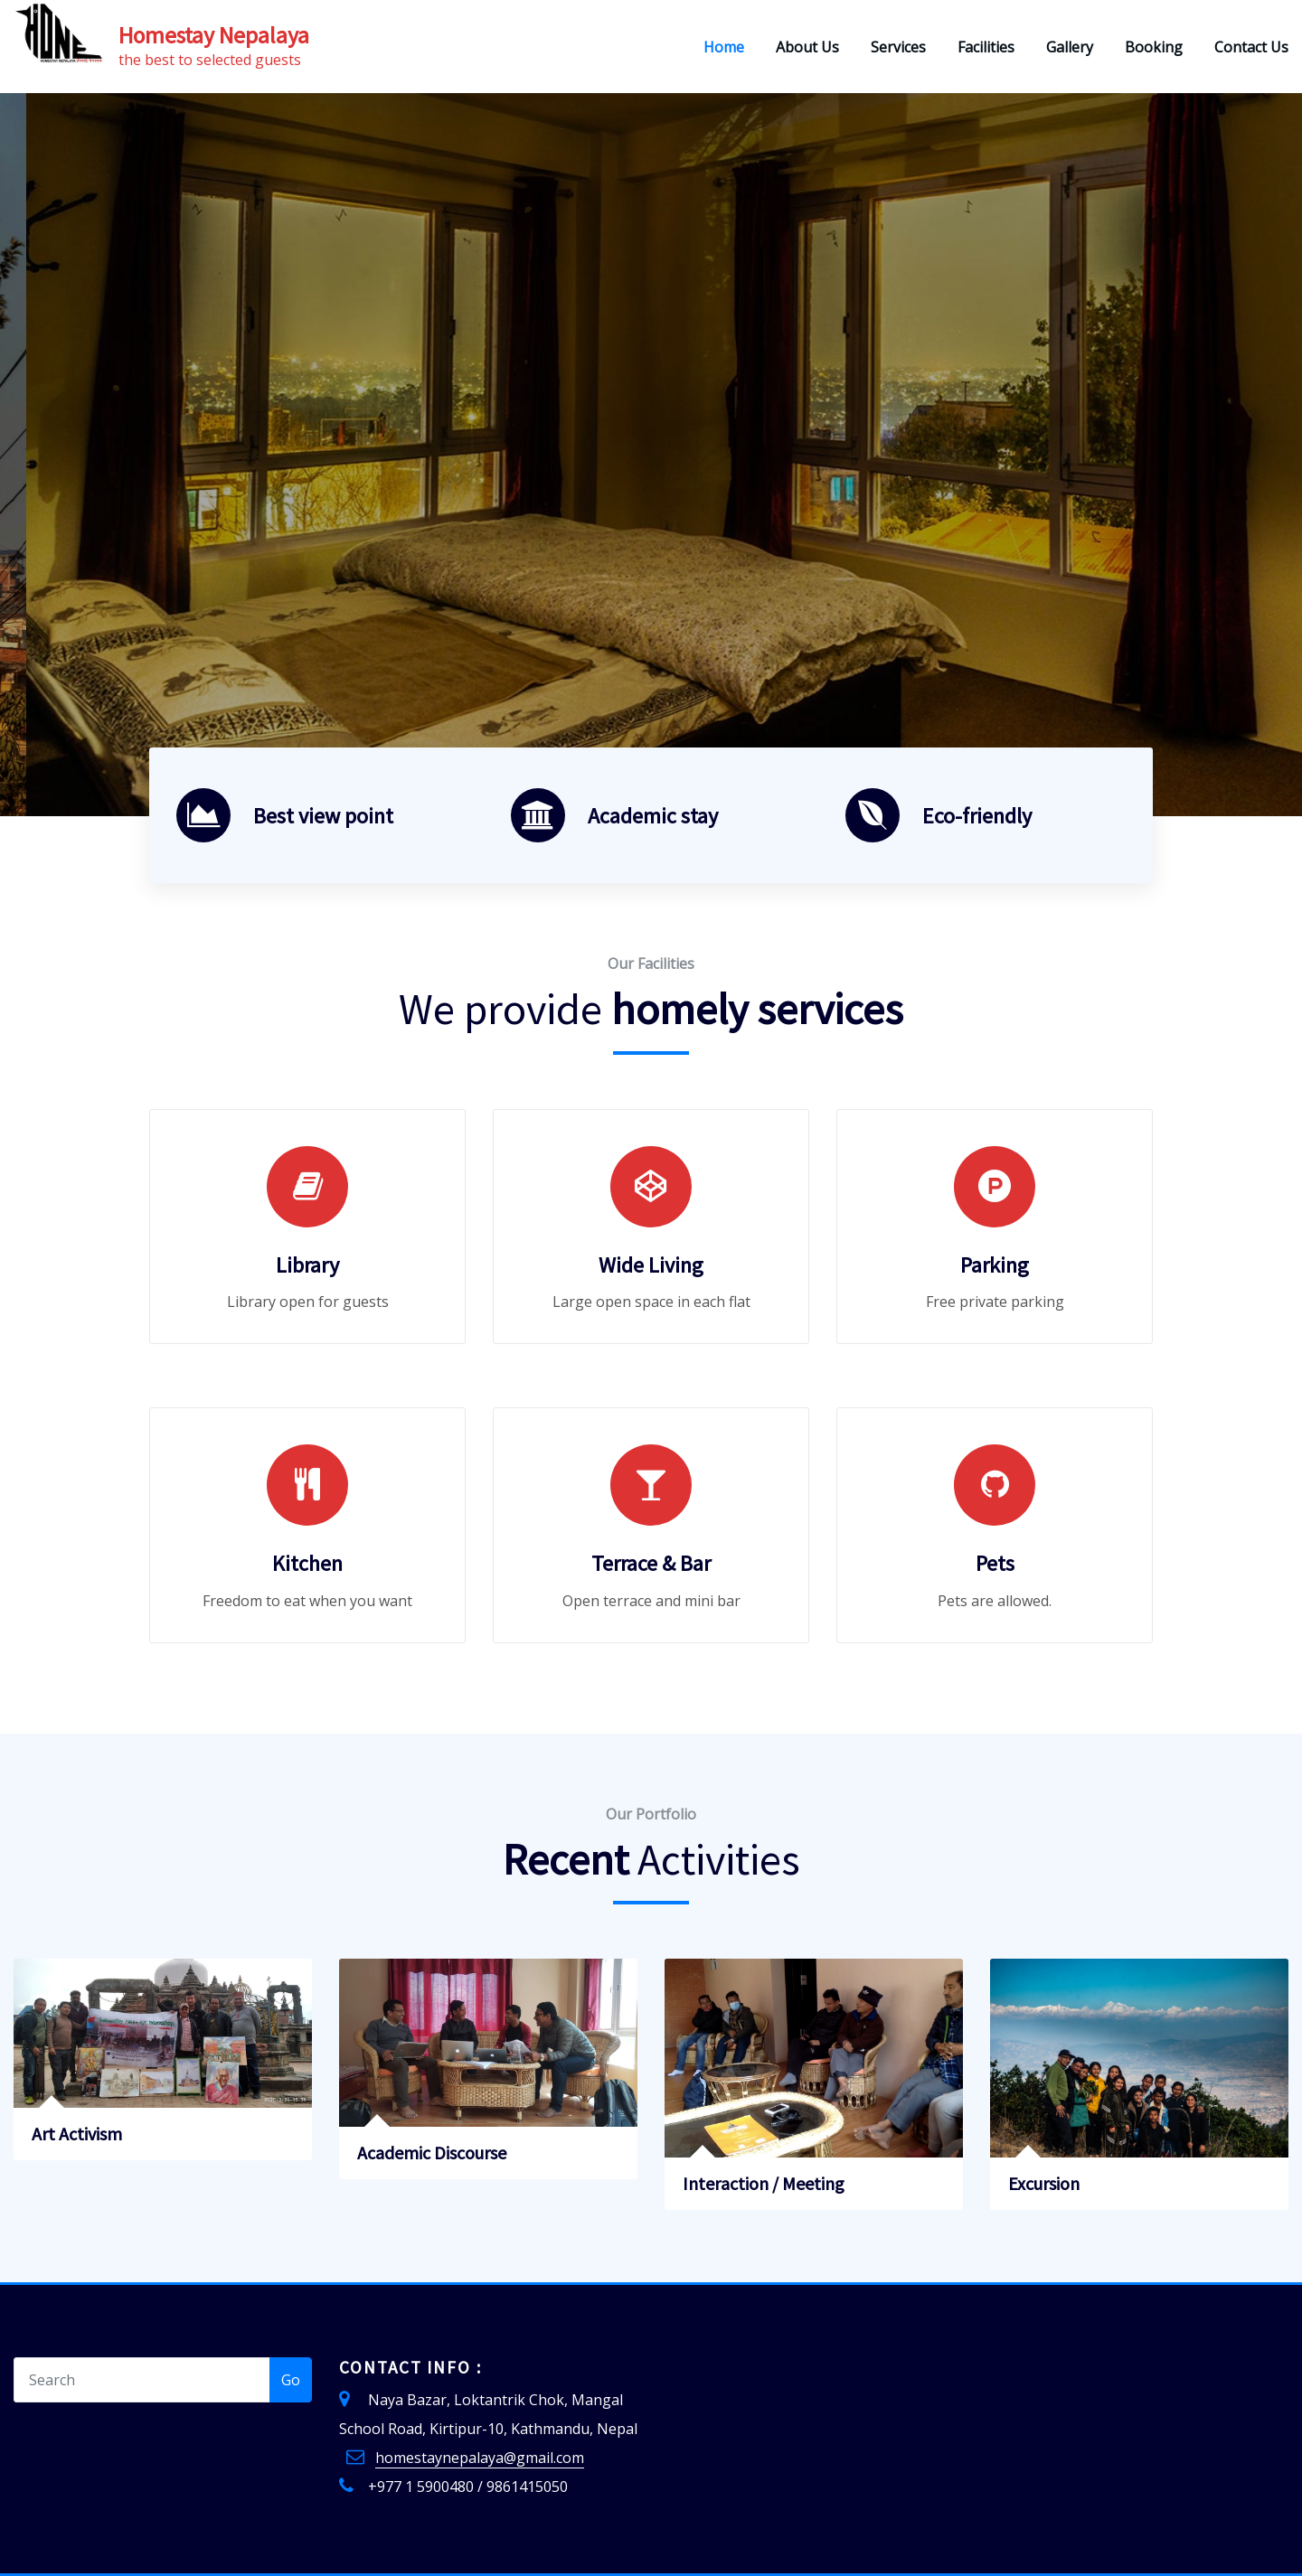 HONE
Homestay Nepalaya
the best to selected guests
Home About Us Services Facilities Gallery Booking Contact Us
Best view point Academic stay Eco-friendly
Our Facilities
We provide homely services
Library Wide Living Parking
Library open for guests Large open space in each flat Free private parking
Kitchen Terrace & Bar Pets
Freedom to eat when you want Open terrace and mini bar Pets are allowed.
Our Portfolio
Recent Activities
Art Activism
Academic Discourse
Interaction / Meeting
Excursion
Search Go
CONTACT INFO :
Naya Bazar, Loktantrik Chok, Mangal
School Road, Kirtipur-10, Kathmandu, Nepal
homestaynepalaya@gmail.com
+977 1 5900480 / 9861415050